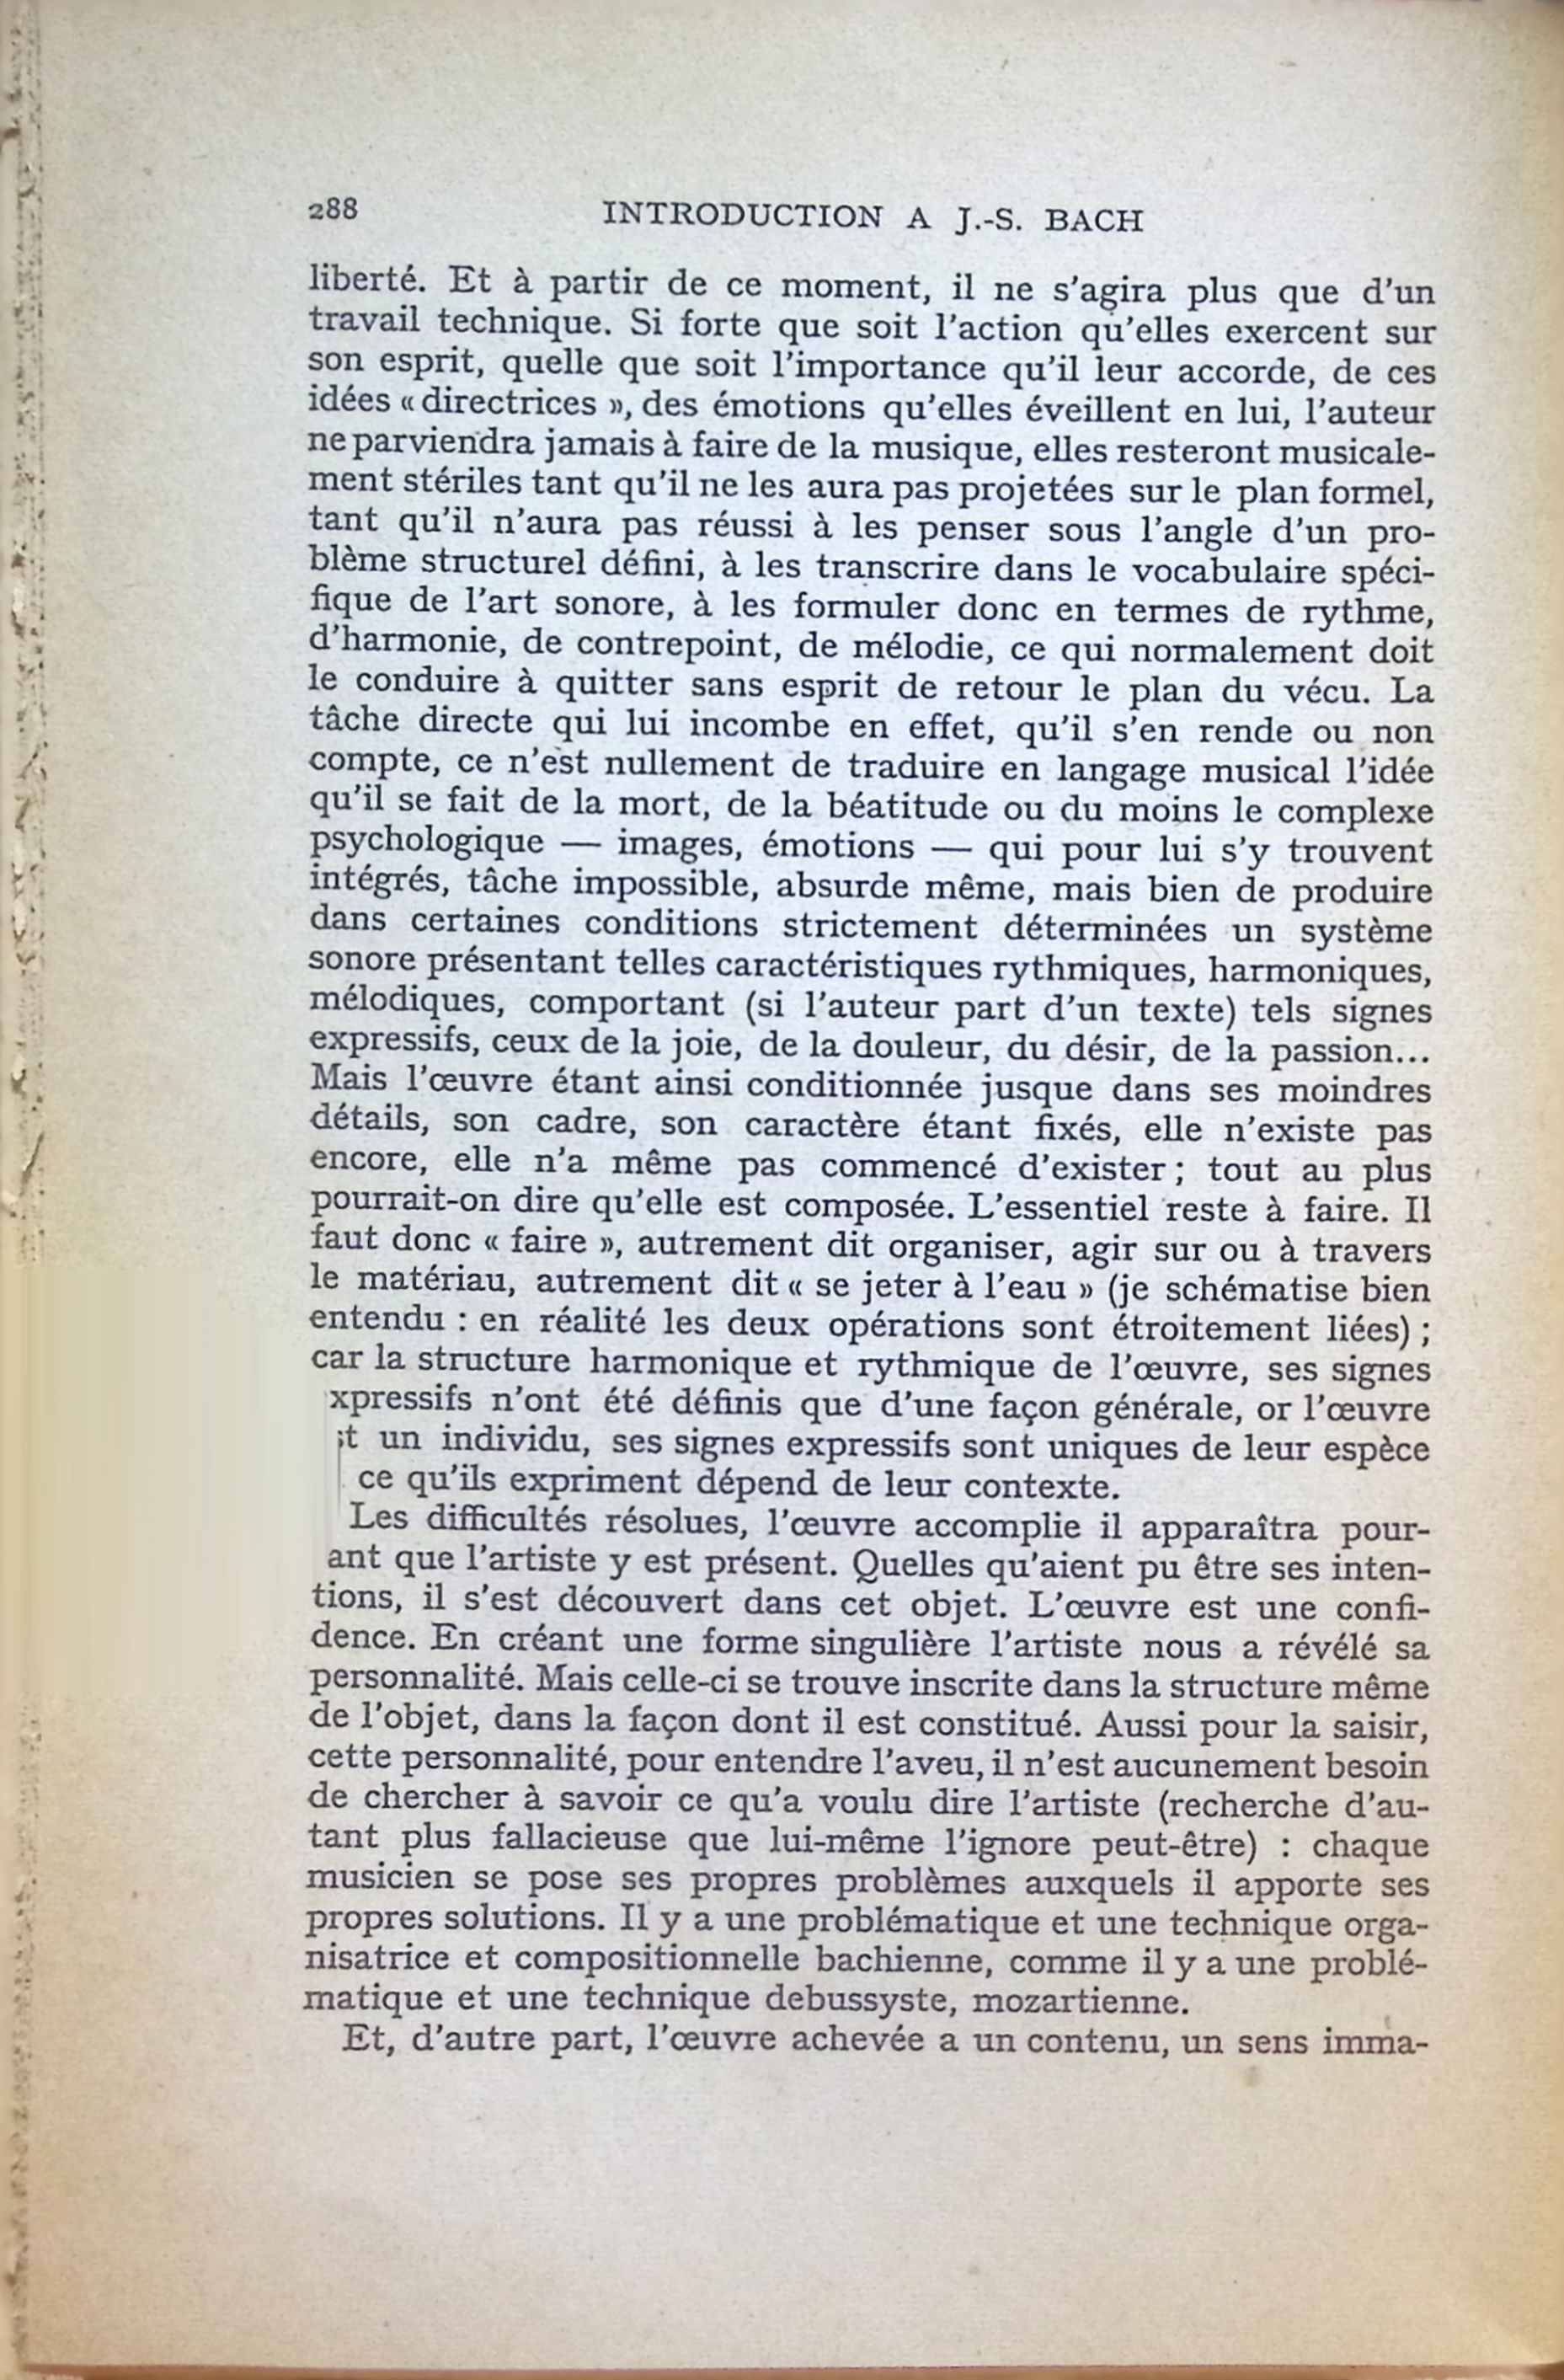 288 INTRODUCTION A J.-S. BACH
liberté. Et à partir de ce moment, il ne s'agira plus que d'un
travail technique. Si forte que soit l'action qu'elles exercent sur
son esprit, quelle que soit l'importance qu'il leur accorde, de ces
idées « directrices », des émotions qu'elles éveillent en lui, l'auteur
ne parviendra jamais à faire de la musique, elles resteront musicale-
ment stériles tant qu'il ne les aura pas projetées sur le plan formel,
tant qu'il n'aura pas réussi à les penser sous l'angle d'un pro-
blème structurel défini, à les transcrire dans le vocabulaire spéci-
fique de l'art sonore, à les formuler donc en termes de rythme,
d'harmonie, de contrepoint, de mélodie, ce qui normalement doit
le conduire à quitter sans esprit de retour le plan du vécu. La
tâche directe qui lui incombe en effet, qu'il s'en rende ou non
compte, ce n'est nullement de traduire en langage musical l'idée
qu'il se fait de la mort, de la béatitude ou du moins le complexe
psychologique — images, émotions — qui pour lui s'y trouvent
intégrés, tâche impossible, absurde même, mais bien de produire
dans certaines conditions strictement déterminées un système
sonore présentant telles caractéristiques rythmiques, harmoniques,
mélodiques, comportant (si l'auteur part d'un texte) tels signes
expressifs, ceux de la joie, de la douleur, du désir, de la passion...
Mais l'œuvre étant ainsi conditionnée jusque dans ses moindres
détails, son cadre, son caractère étant fixés, elle n'existe pas
encore, elle n'a même pas commencé d'exister ; tout au plus
pourrait-on dire qu'elle est composée. L'essentiel reste à faire. Il
faut donc « faire », autrement dit organiser, agir sur ou à travers
le matériau, autrement dit « se jeter à l'eau » (je schématise bien
entendu : en réalité les deux opérations sont étroitement liées) ;
car la structure harmonique et rythmique de l'œuvre, ses signes
xpressifs n'ont été définis que d'une façon générale, or l'œuvre
st un individu, ses signes expressifs sont uniques de leur espèce
ce qu'ils expriment dépend de leur contexte.
Les difficultés résolues, l'œuvre accomplie il apparaîtra pour-
ant que l'artiste y est présent. Quelles qu'aient pu être ses inten-
tions, il s'est découvert dans cet objet. L'œuvre est une confi-
dence. En créant une forme singulière l'artiste nous a révélé sa
personnalité. Mais celle-ci se trouve inscrite dans la structure même
de l'objet, dans la façon dont il est constitué. Aussi pour la saisir,
cette personnalité, pour entendre l'aveu, il n'est aucunement besoin
de chercher à savoir ce qu'a voulu dire l'artiste (recherche d'au-
tant plus fallacieuse que lui-même l'ignore peut-être) : chaque
musicien se pose ses propres problèmes auxquels il apporte ses
propres solutions. Il y a une problématique et une technique orga-
nisatrice et compositionnelle bachienne, comme il y a une problé-
matique et une technique debussyste, mozartienne.
Et, d'autre part, l'œuvre achevée a un contenu, un sens imma-